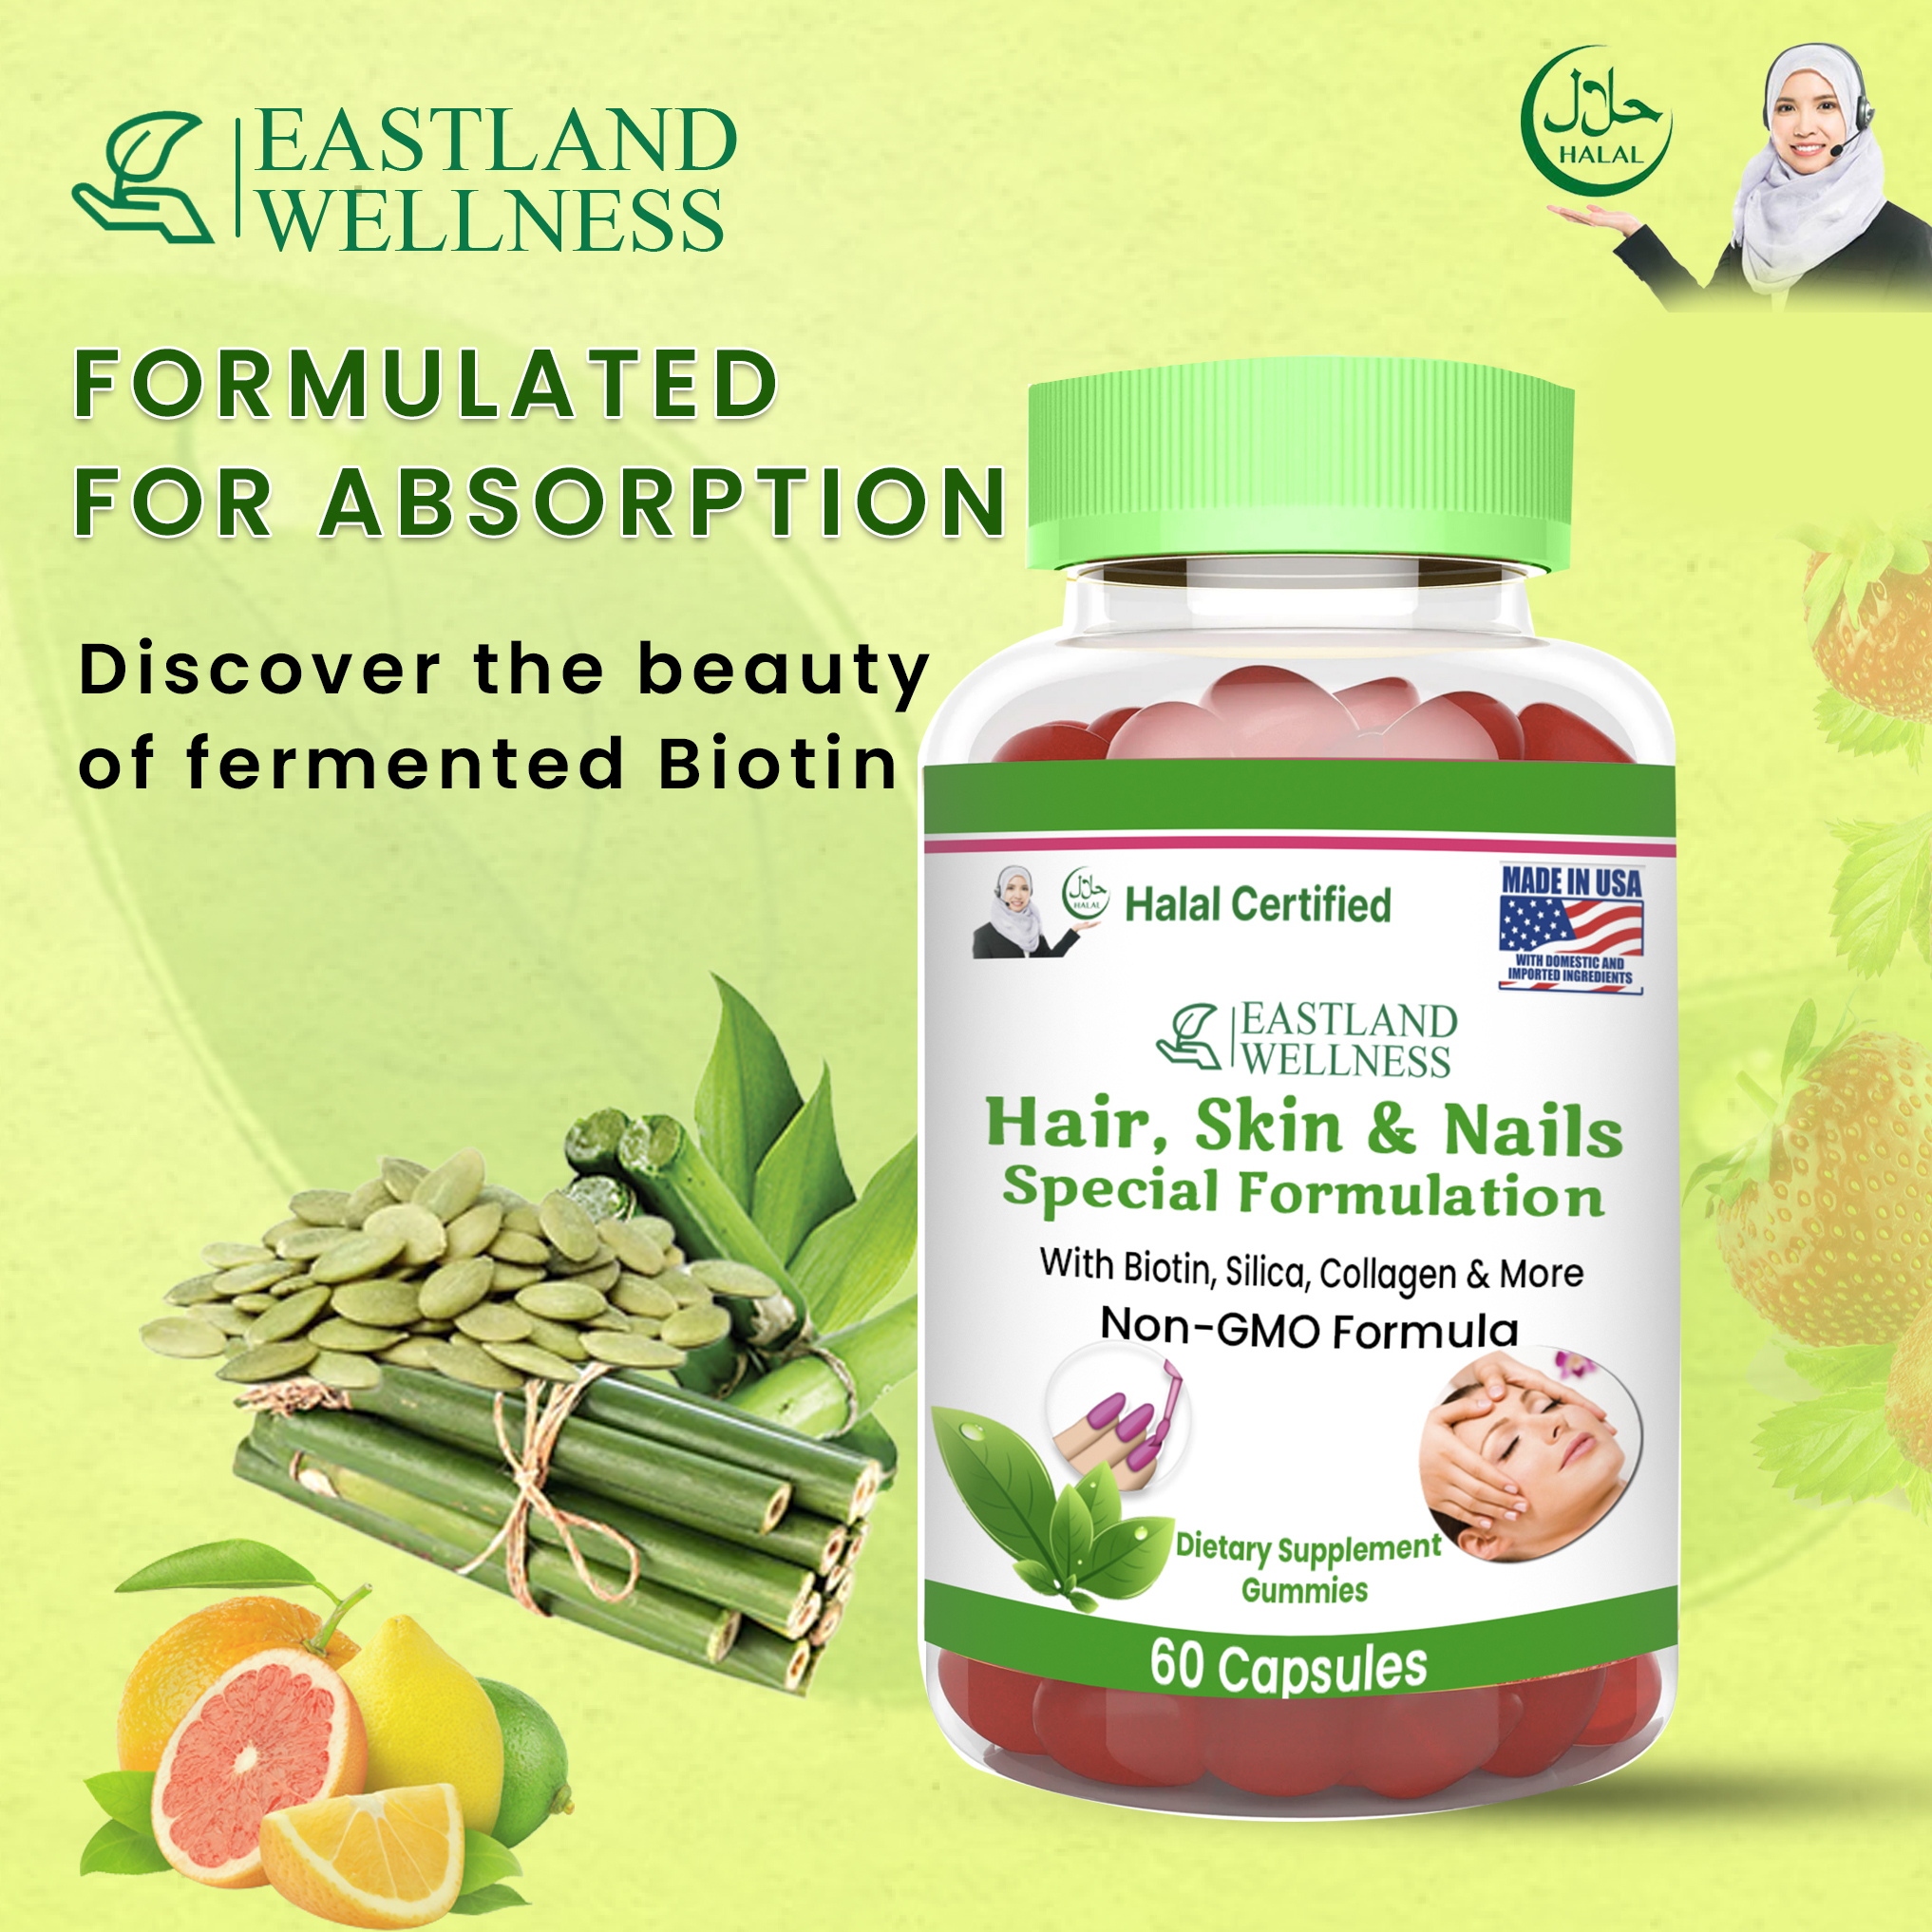 EASTLAND
WELLNESS
حلال
HALAL
FORMULATED
FOR ABSORPTION
Discover the beauty
of fermented Biotin
حلال
HALAL
Halal Certified
MADE IN USA
WITH DOMESTIC AND
IMPORTED INGREDIENTS
EASTLAND
WELLNESS
Hair, Skin & Nails
Special Formulation
With Biotin, Silica, Collagen & More
Non-GMO Formula
Dietary Supplement
Gummies
60 Capsules